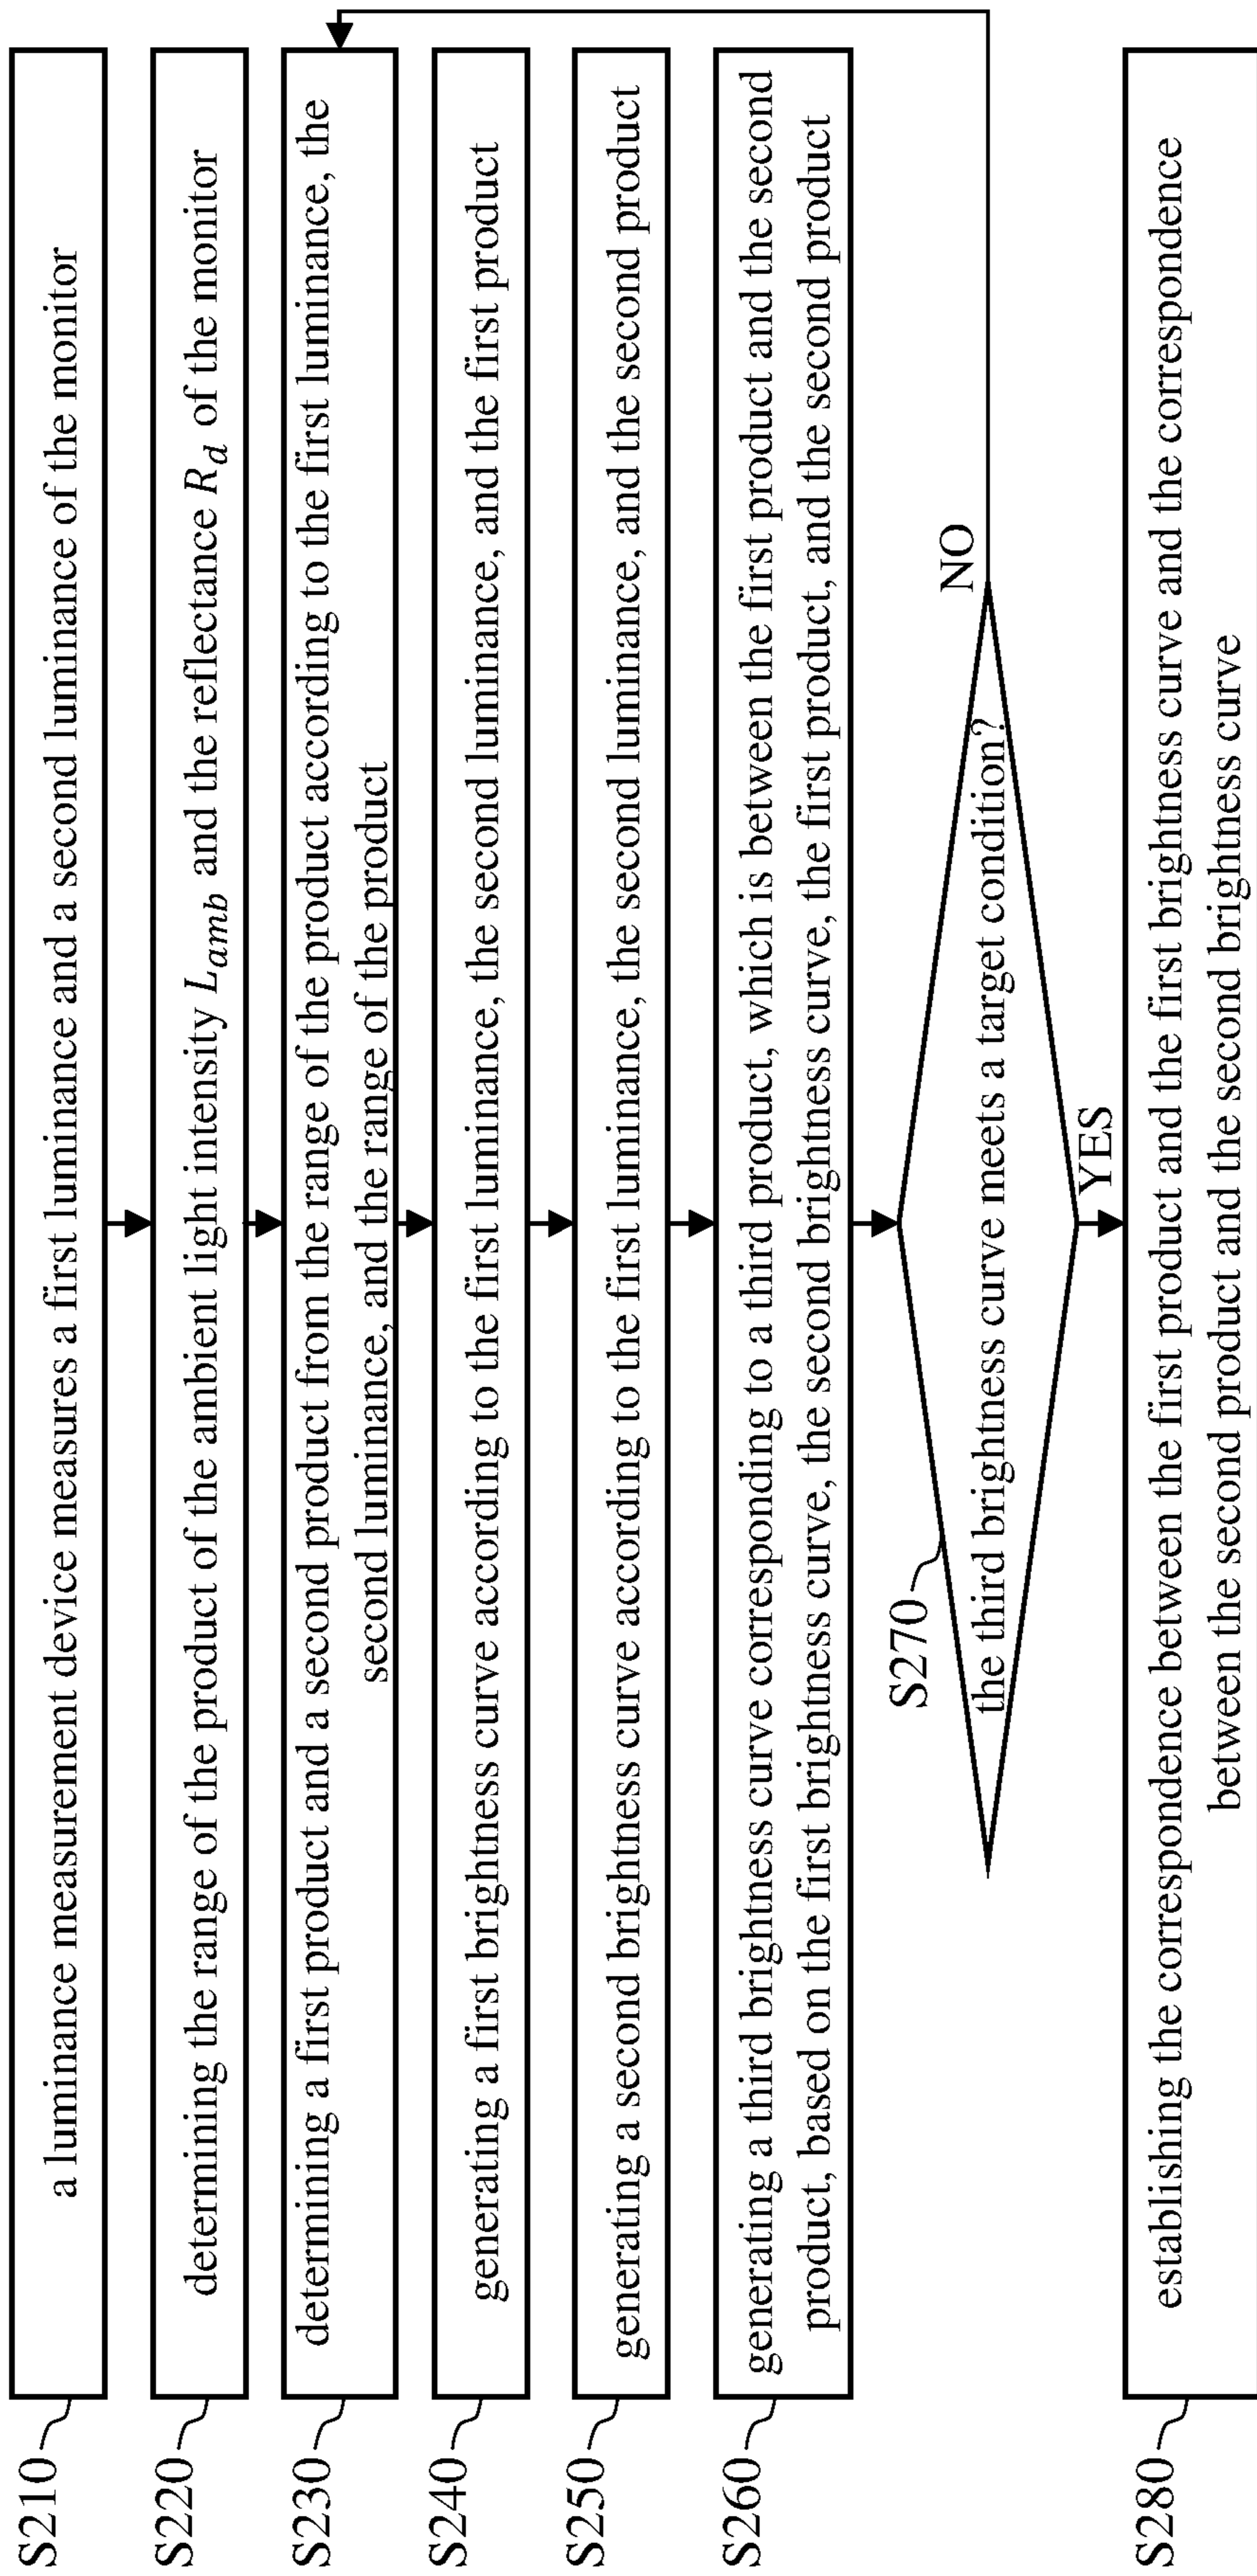 S210
a luminance measurement device measures a first luminance and a second luminance of the monitor
S220
determining the range of the product of the ambient light intensity L_amb and the reflectance R_d of the monitor
S230
determining a first product and a second product from the range of the product according to the first luminance, the
second luminance, and the range of the product
S240
generating a first brightness curve according to the first luminance, the second luminance, and the first product
S250
generating a second brightness curve according to the first luminance, the second luminance, and the second product
S260
generating a third brightness curve corresponding to a third product, which is between the first product and the second
product, based on the first brightness curve, the second brightness curve, the first product, and the second product
S270
the third brightness curve meets a target condition?
NO
YES
S280
establishing the correspondence between the first product and the first brightness curve and the correspondence
between the second product and the second brightness curve